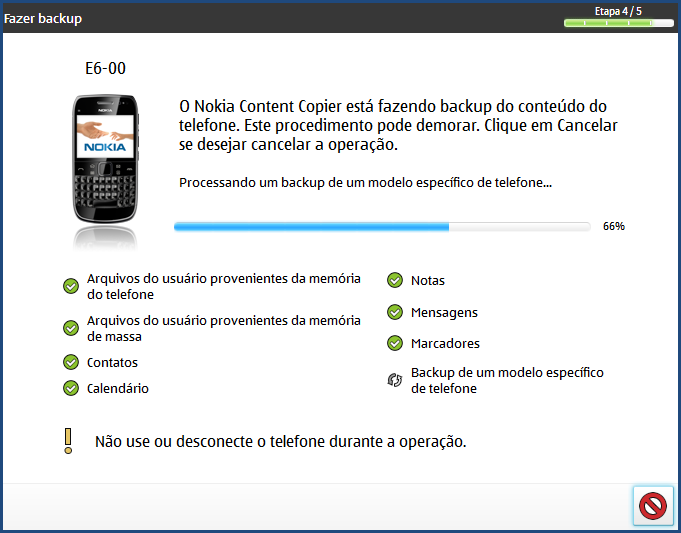 Fazer backup
Etapa 4 / 5
E6-00
NOKIA
O Nokia Content Copier está fazendo backup do conteúdo do
telefone. Este procedimento pode demorar. Clique em Cancelar
se desejar cancelar a operação.
Processando um backup de um modelo específico de telefone...
66%
Arquivos do usuário provenientes da memória
do telefone
Arquivos do usuário provenientes da memória
de massa
Contatos
Calendário
Notas
Mensagens
Marcadores
Backup de um modelo específico
de telefone
Não use ou desconecte o telefone durante a operação.